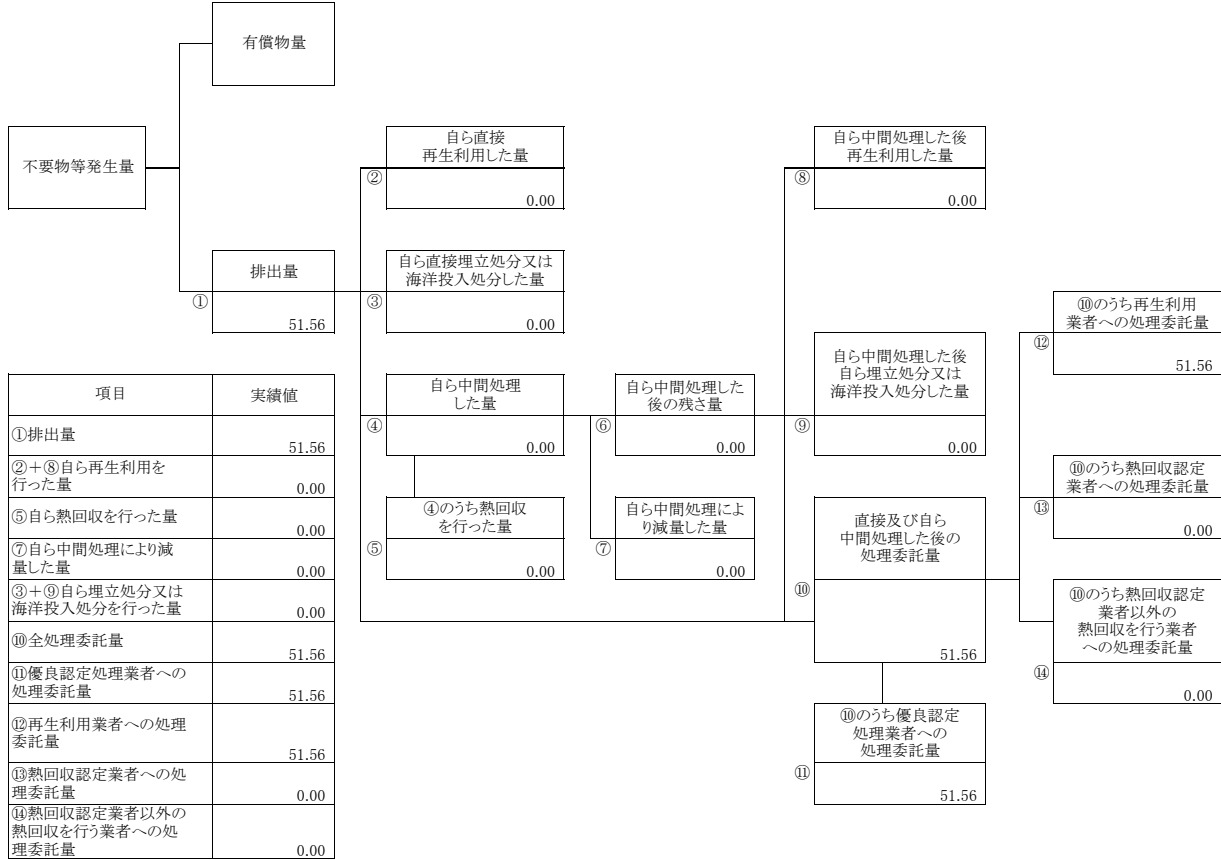 有償物量
不要物等発生量
自ら直接
再生利用した量
②
0.00
自ら中間処理した後
再生利用した量
⑧
0.00
排出量
①
51.56
自ら直接埋立処分又は
海洋投入処分した量
③
0.00
⑩のうち再生利用
業者への処理委託量
⑫
51.56
自ら中間処理
した量
④
0.00
自ら中間処理した
後の残さ量
⑥
0.00
自ら中間処理した後
自ら埋立処分又は
海洋投入処分した量
⑨
0.00
⑩のうち熱回収認定
業者への処理委託量
⑬
0.00
④のうち熱回収
を行った量
⑤
0.00
自ら中間処理によ
り減量した量
⑦
0.00
直接及び自ら
中間処理した後の
処理委託量
⑩
51.56
⑩のうち熱回収認定
業者以外の
熱回収を行う業者
への処理委託量
⑭
0.00
⑩のうち優良認定
処理業者への
処理委託量
⑪
51.56
項目 実績値
①排出量 51.56
②+⑧自ら再生利用を
行った量 0.00
⑤自ら熱回収を行った量 0.00
⑦自ら中間処理により減
量した量 0.00
③+⑨自ら埋立処分又は
海洋投入処分を行った量 0.00
⑩全処理委託量 51.56
⑪優良認定処理業者への
処理委託量 51.56
⑫再生利用業者への処理
委託量 51.56
⑬熱回収認定業者への処
理委託量 0.00
⑭熱回収認定業者以外の
熱回収を行う業者への処
理委託量 0.00